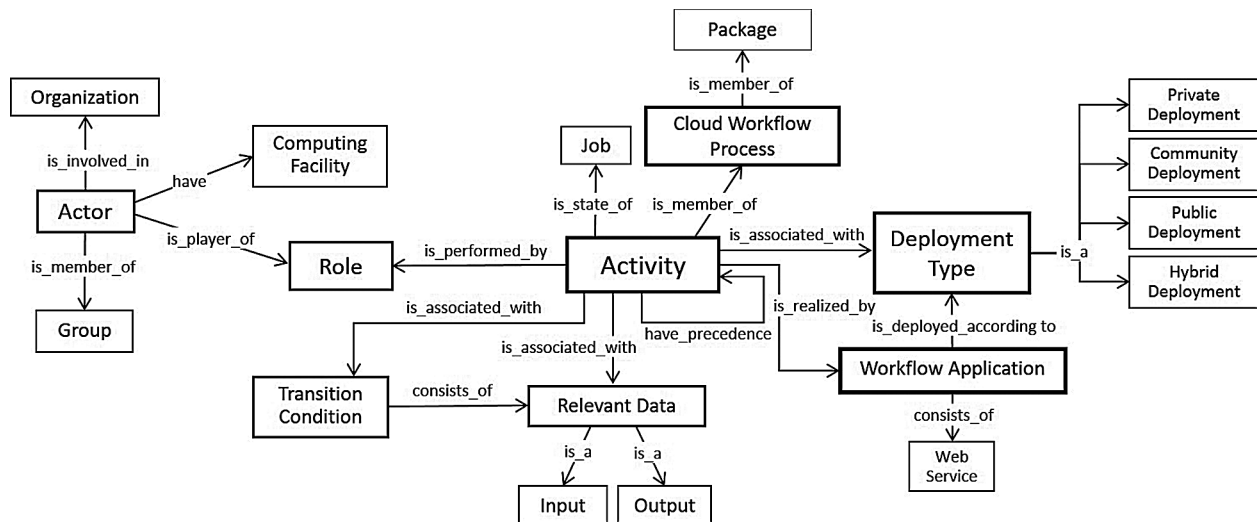 Package
is_member_of
Organization
Cloud Workflow
Process
Private
Deployment
Job
Computing
Facility
Community
Deployment
is_involved_in
have
Actor
is_state_of
is_member_of
Public
Deployment
is_player_of
is_associated_with
Deployment
Type
is_a
is_member_of
Role
is_performed_by
Activity
Hybrid
Deployment
Group
is_associated_with
have_precedence
is_realized_by
is_deployed_according to
is_associated_with
Workflow Application
Transition
Condition
consists_of
Relevant Data
consists_of
is_a
is_a
Web
Service
Input
Output